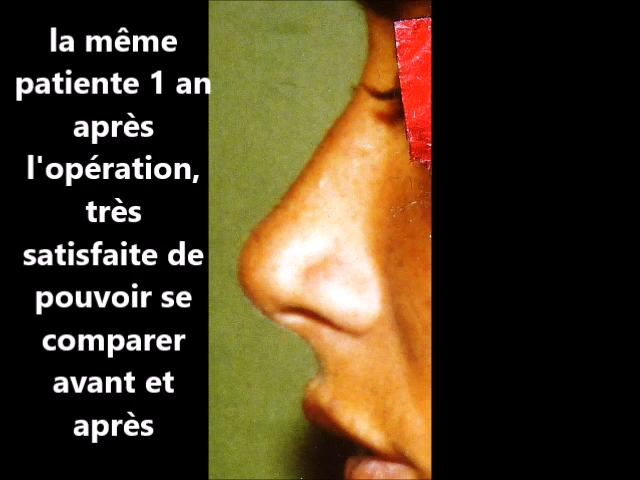 la même
patiente 1 an
après
l'opération,
très
satisfaite de
pouvoir se
comparer
avant et
après